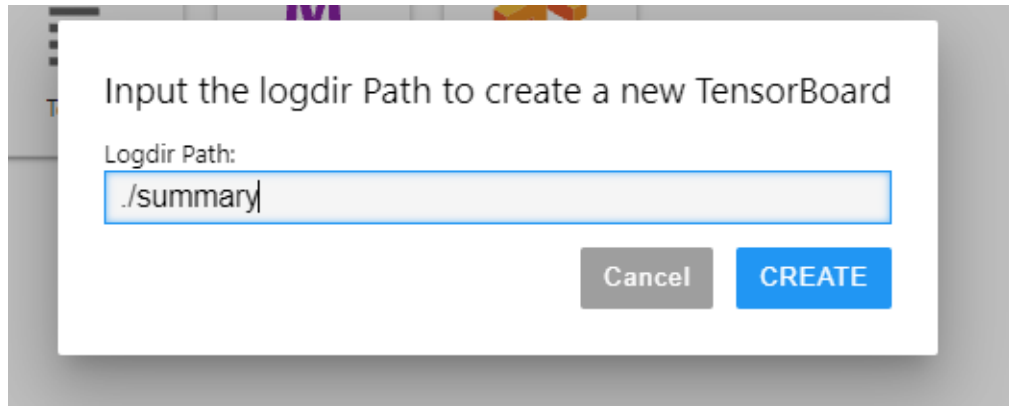 Input the logdir Path to create a new TensorBoard
Logdir Path:
./summary
Cancel
CREATE